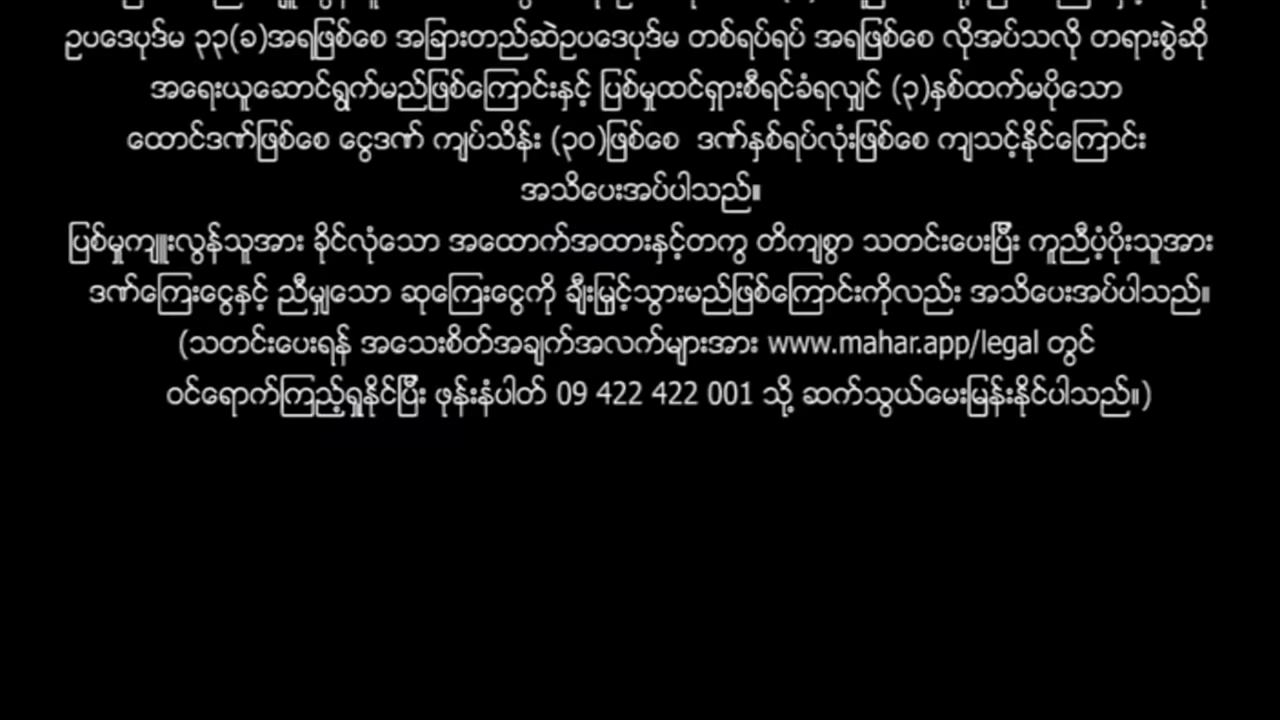 ဥပဒေပုဒ်မ ၃၃(ခ)အရဖြစ်စေ အခြားတည်ဆဲဥပဒေပုဒ်မ တစ်ရပ်ရပ် အရဖြစ်စေ လိုအပ်သလို တရားစွဲဆို
အရေးယူဆောင်ရွက်မည်ဖြစ်ကြောင်းနှင့် ပြစ်မှုထင်ရှားစီရင်ခံရလျှင် (၃)နှစ်ထက်မပိုသော
ထောင်ဒဏ်ဖြစ်စေ ငွေဒဏ် ကျပ်သိန်း (၃၀)ဖြစ်စေ ဒဏ်နှစ်ရပ်လုံးဖြစ်စေ ကျသင့်နိုင်ကြောင်း
အသိပေးအပ်ပါသည်။
ပြစ်မှုကျူးလွန်သူအား ခိုင်လုံသော အထောက်အထားနှင့်တကွ တိကျစွာ သတင်းပေးပြီး ကူညီပံ့ပိုးသူအား
ဒဏ်ကြေးငွေနှင့် ညီမျှသော ဆုကြေးငွေကို ချီးမြှင့်သွားမည်ဖြစ်ကြောင်းကိုလည်း အသိပေးအပ်ပါသည်။
(သတင်းပေးရန် အသေးစိတ်အချက်အလက်များအား www.mahar.app/legal တွင်
ဝင်ရောက်ကြည့်ရှုနိုင်ပြီး ဖုန်းနံပါတ် 09 422 422 001 သို့ ဆက်သွယ်မေးမြန်းနိုင်ပါသည်။)